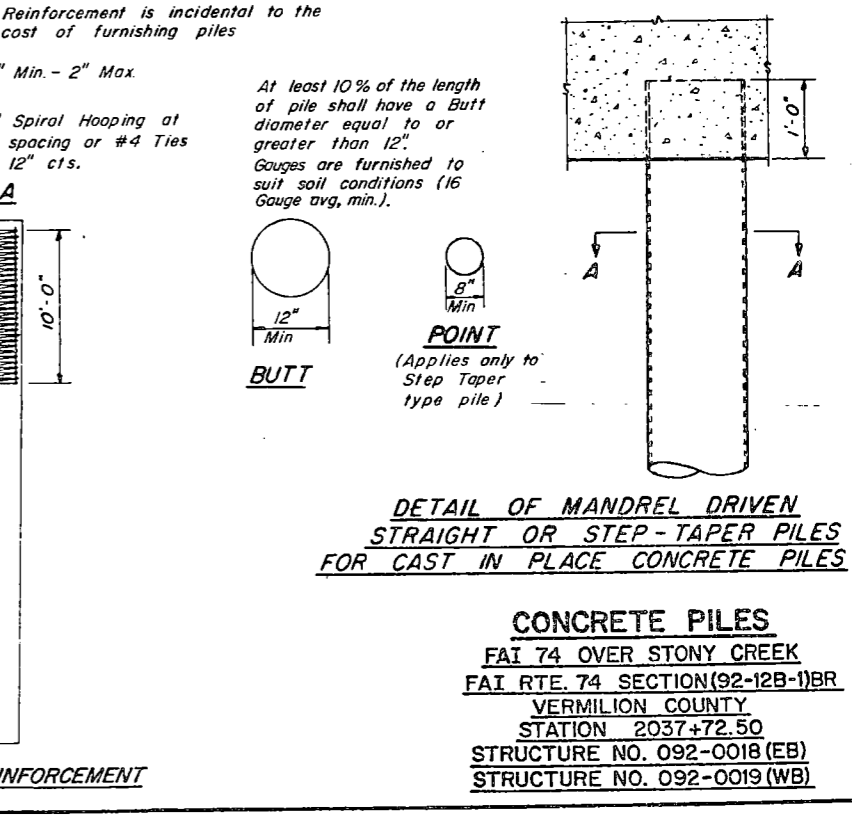 Reinforcement is incidental to the
cost of furnishing piles
" Min. - 2" Max.
" Spiral Hooping at
spacing or #4 Ties
12" cts.
A
10'-0"
INFORCEMENT
At least 10% of the length
of pile shall have a Butt
diameter equal to or
greater than 12".
Gauges are furnished to
suit soil conditions (16
Gauge avg, min.).
12"
Min
BUTT
8"
Min
POINT
(Applies only to
Step Taper
type pile)
1'-0"
A
A
DETAIL OF MANDREL DRIVEN
STRAIGHT OR STEP-TAPER PILES
FOR CAST IN PLACE CONCRETE PILES
CONCRETE PILES
FAI 74 OVER STONY CREEK
FAI RTE. 74 SECTION(92-12B-1)BR
VERMILION COUNTY
STATION 2037+72.50
STRUCTURE NO. 092-0018(EB)
STRUCTURE NO. 092-0019(WB)